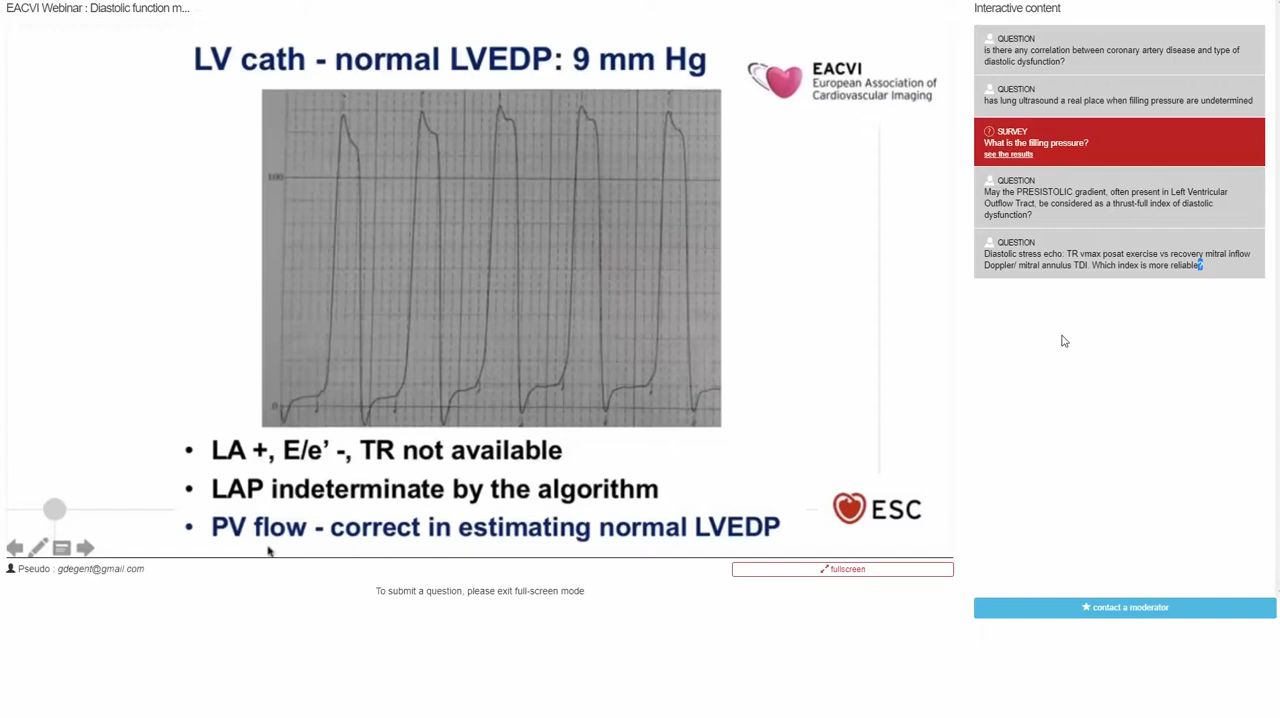 EACVI Webinar : Diastolic function m...
LV cath - normal LVEDP: 9 mm Hg
EACVI
European Association of
Cardiovascular Imaging
100
0
• LA +, E/e’ -, TR not available
• LAP indeterminate by the algorithm
• PV flow - correct in estimating normal LVEDP
ESC
Pseudo : gdegent@gmail.com
fullscreen
To submit a question, please exit full-screen mode
Interactive content
QUESTION
is there any correlation between coronary artery disease and type of
diastolic dysfunction?
QUESTION
has lung ultrasound a real place when filling pressure are undetermined
SURVEY
What is the filling pressure?
see the results
QUESTION
May the PRESISTOLIC gradient, often present in Left Ventricular
Outflow Tract, be considered as a thrust-full index of diastolic
dysfunction?
QUESTION
Diastolic stress echo: TR vmax posat exercise vs recovery mitral inflow
Doppler/ mitral annulus TDI. Which index is more reliable?
contact a moderator